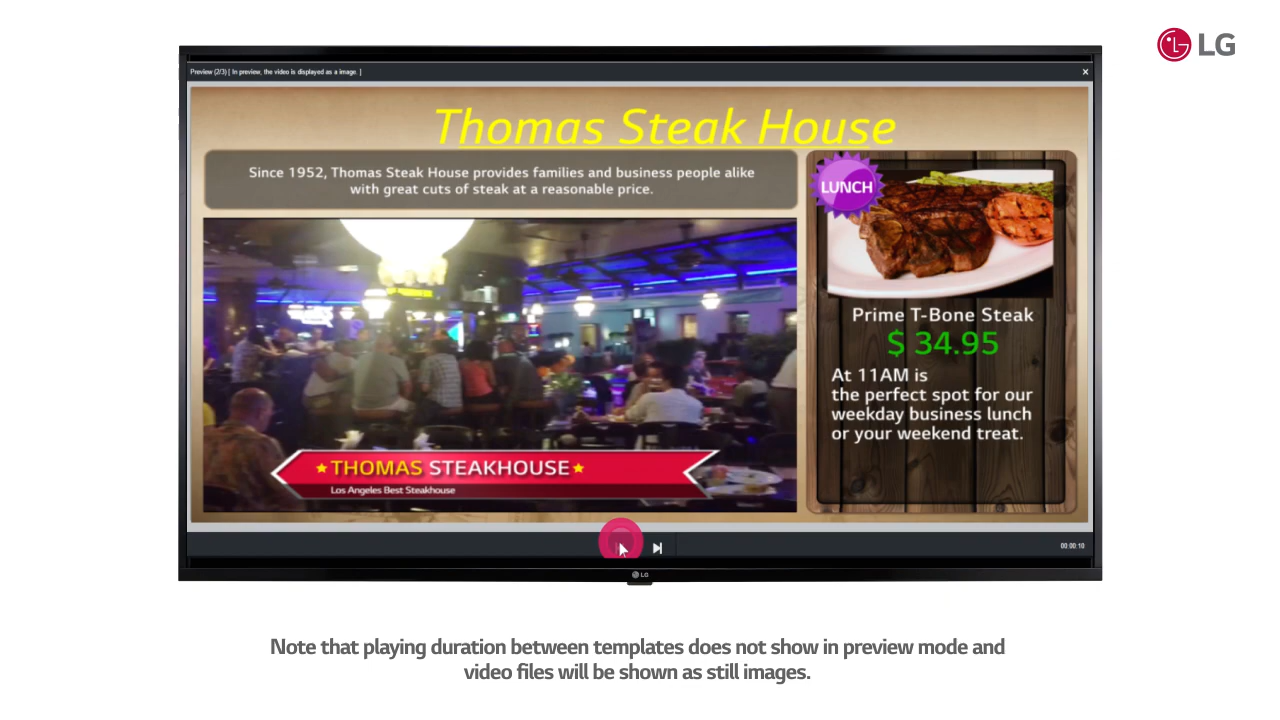 LG
Preview (2/3) [ In preview, the video is displayed as a image. ]
Thomas Steak House
Since 1952, Thomas Steak House provides families and business people alike
with great cuts of steak at a reasonable price.
LUNCH
Prime T-Bone Steak
$ 34.95
At 11AM is
the perfect spot for our
weekday business lunch
or your weekend treat.
THOMAS STEAKHOUSE
Los Angeles Best Steakhouse
00:00:10
LG
Note that playing duration between templates does not show in preview mode and
video files will be shown as still images.